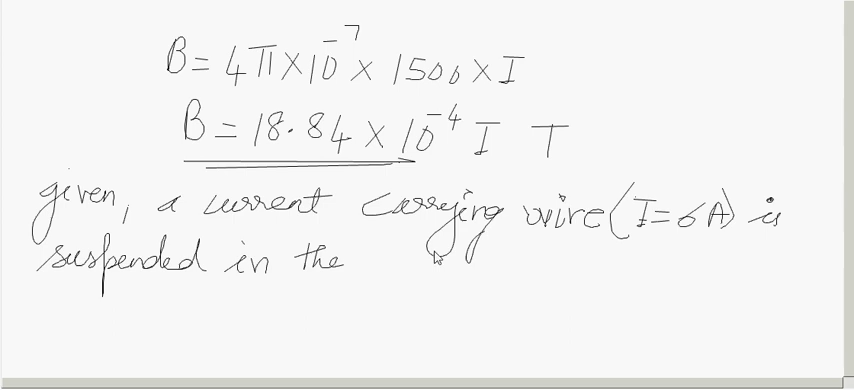 B = 4π×10⁻⁷ × 1500 × I
B = 18.84 × 10⁻⁴ I T
given, a current carrying wire (I=6A) is
suspended in the